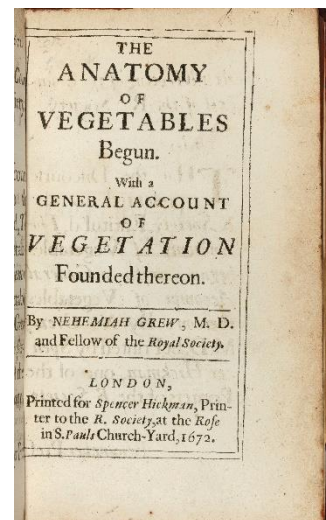 THE
ANATOMY
OF
VEGETABLES
Begun.
With a
GENERAL ACCOUNT
OF
VEGETATION
Founded thereon.
By NEHEMIAH GREW, M. D.
and Fellow of the Royal Society.
LONDON,
Printed for Spencer Hickman, Prin-
ter to the R. Society, at the Rose
in S. Pauls Church-Yard, 1672.